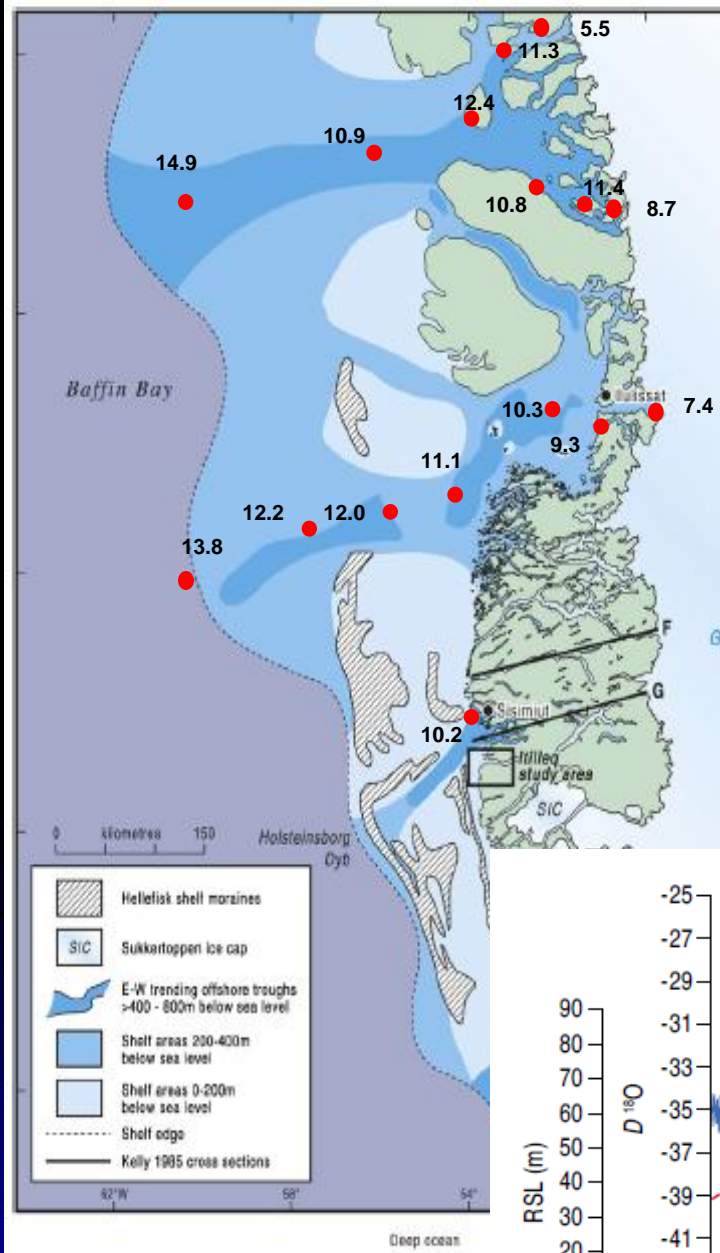 5.5
11.3
12.4
10.9
14.9
11.4
10.8
8.7
Baffin Bay
Iluissat
10.3
7.4
9.3
11.1
12.2
12.0
13.8
F
G
G
Sisimiut
10.2
Itilleq
study area
SIC
0 kilometres 150
Holsteinsborg
Dyb
Hellefisk shelf moraines
SIC Sukkertoppen ice cap
E-W trending offshore troughs
>400 - 800m below sea level
Shelf areas 200-400m
below sea level
Shelf areas 0-200m
below sea level
Shelf edge
Kelly 1985 cross sections
62°W 58° 54°
Deep ocean
-25
-27
-29
-31
-33
-35
-37
-39
-41
D ¹⁸O
90
80
70
60
50
40
30
20
RSL (m)